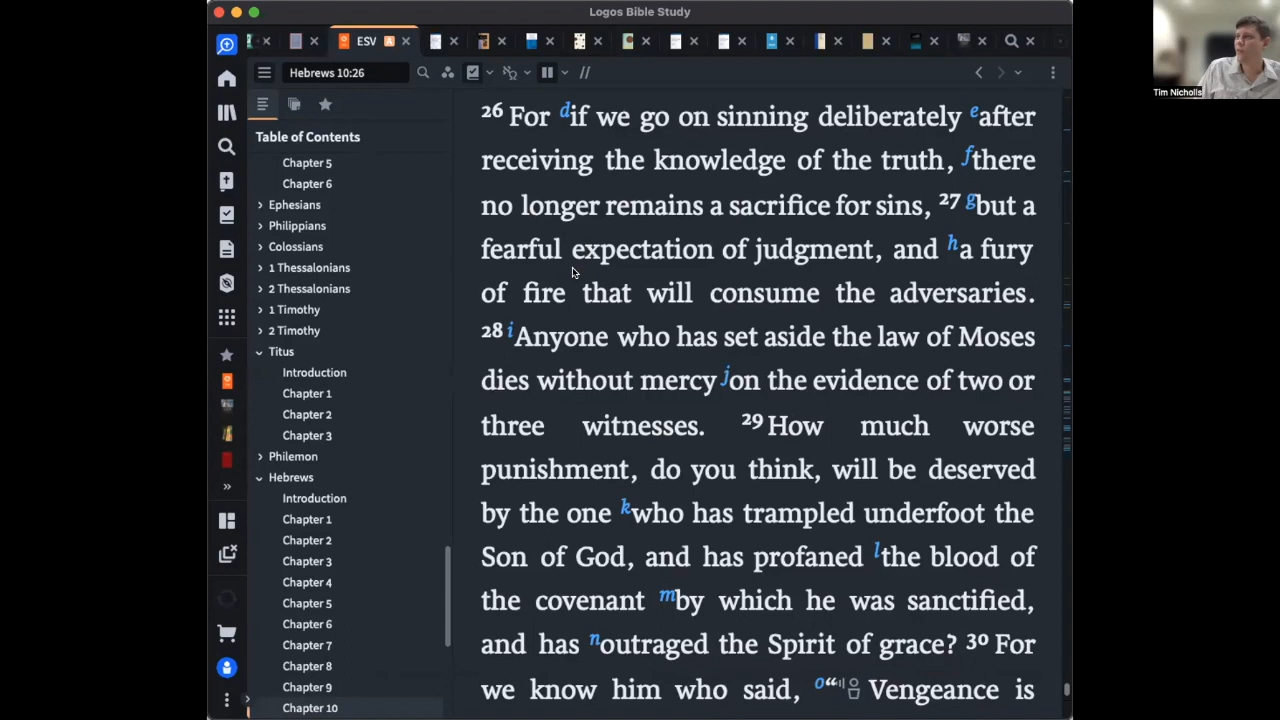 Logos Bible Study
ESV A
Hebrews 10:26
Table of Contents
Chapter 5
Chapter 6
Ephesians
Philippians
Colossians
1 Thessalonians
2 Thessalonians
1 Timothy
2 Timothy
Titus
Introduction
Chapter 1
Chapter 2
Chapter 3
Philemon
Hebrews
Introduction
Chapter 1
Chapter 2
Chapter 3
Chapter 4
Chapter 5
Chapter 6
Chapter 7
Chapter 8
Chapter 9
Chapter 10
26 For d if we go on sinning deliberately e after
receiving the knowledge of the truth, f there
no longer remains a sacrifice for sins, 27 g but a
fearful expectation of judgment, and h a fury
of fire that will consume the adversaries.
28 i Anyone who has set aside the law of Moses
dies without mercy j on the evidence of two or
three witnesses. 29 How much worse
punishment, do you think, will be deserved
by the one k who has trampled underfoot the
Son of God, and has profaned l the blood of
the covenant m by which he was sanctified,
and has n outraged the Spirit of grace? 30 For
we know him who said, o “ Vengeance is
Tim Nicholls